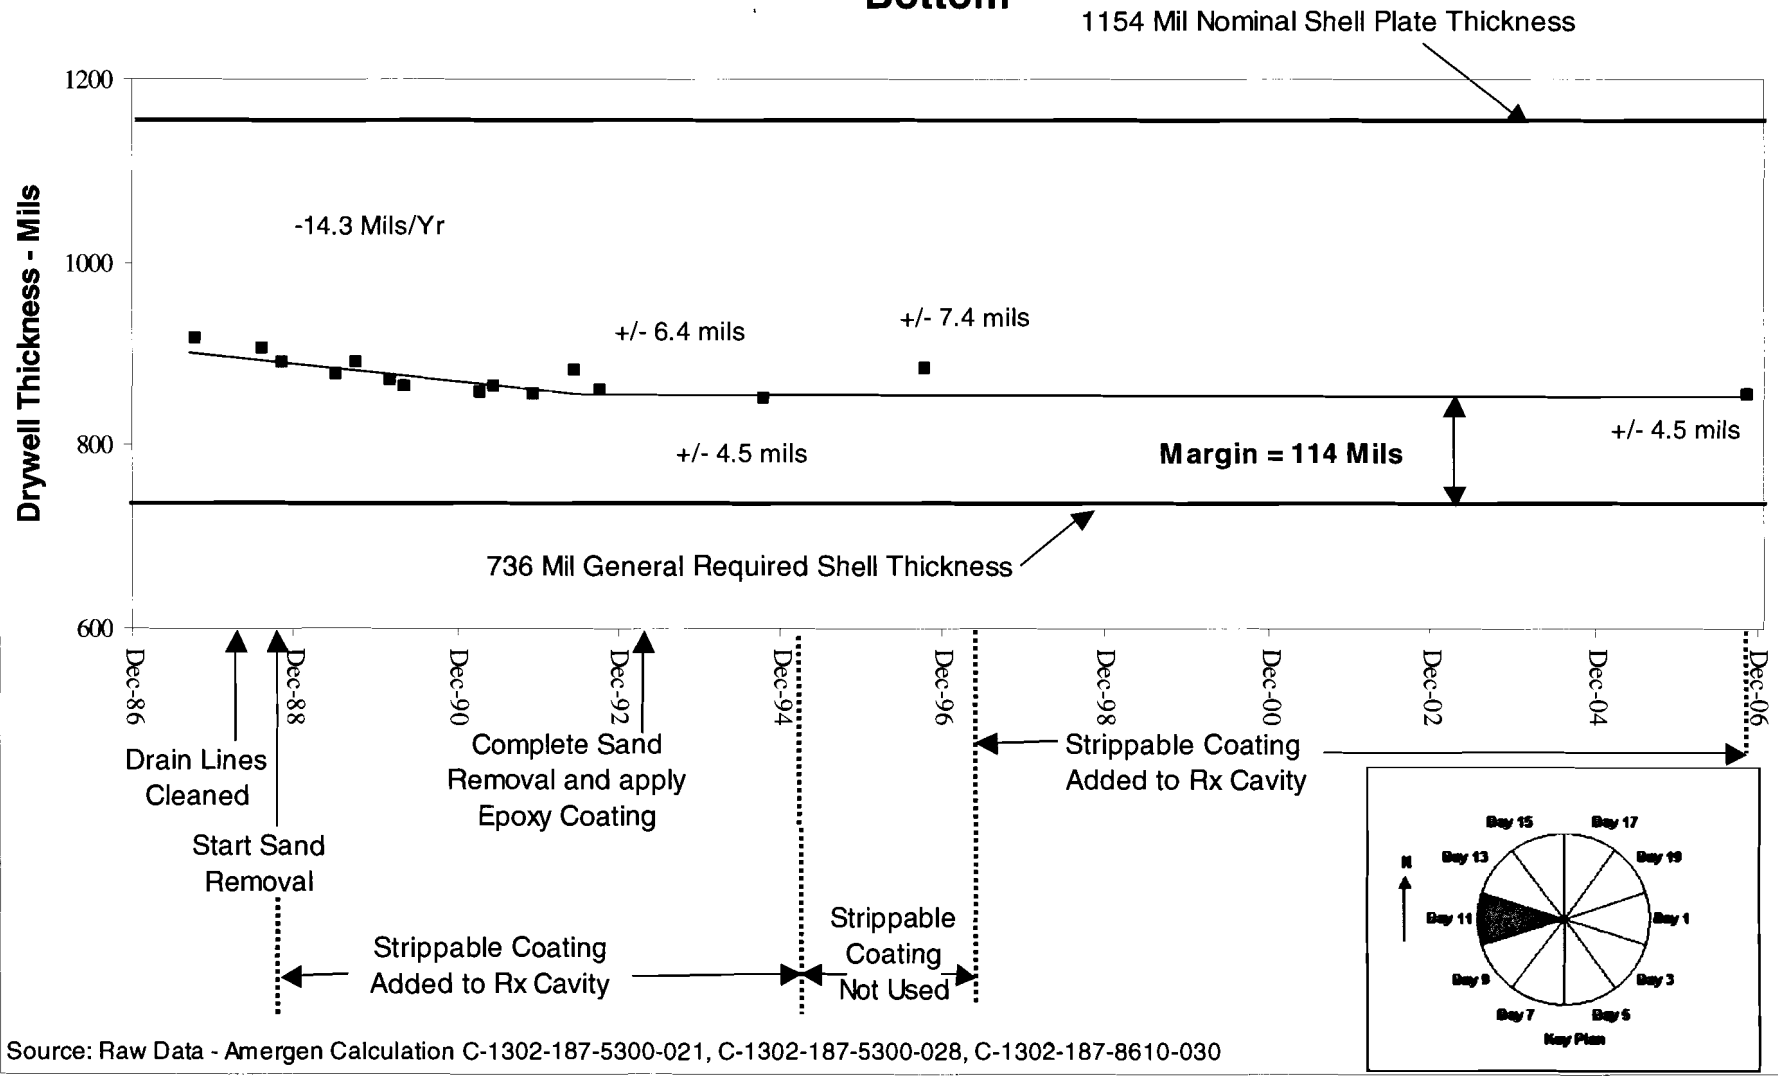 Bottom
1154 Mil Nominal Shell Plate Thickness
1200
1000
800
600
Drywell Thickness - Mils
-14.3 Mils/Yr
+/- 6.4 mils
+/- 7.4 mils
+/- 4.5 mils
Margin = 114 Mils
+/- 4.5 mils
736 Mil General Required Shell Thickness
Dec-86
Dec-88
Dec-90
Dec-92
Dec-94
Dec-96
Dec-98
Dec-00
Dec-02
Dec-04
Dec-06
Drain Lines
Cleaned
Start Sand
Removal
Complete Sand
Removal and apply
Epoxy Coating
Strippable Coating
Added to Rx Cavity
Strippable Coating
Added to Rx Cavity
Strippable
Coating
Not Used
Bay 15
Bay 17
Bay 13
Bay 19
N
Bay 11
Bay 1
Bay 9
Bay 3
Bay 7
Bay 5
Key Plan
Source: Raw Data - Amergen Calculation C-1302-187-5300-021, C-1302-187-5300-028, C-1302-187-8610-030